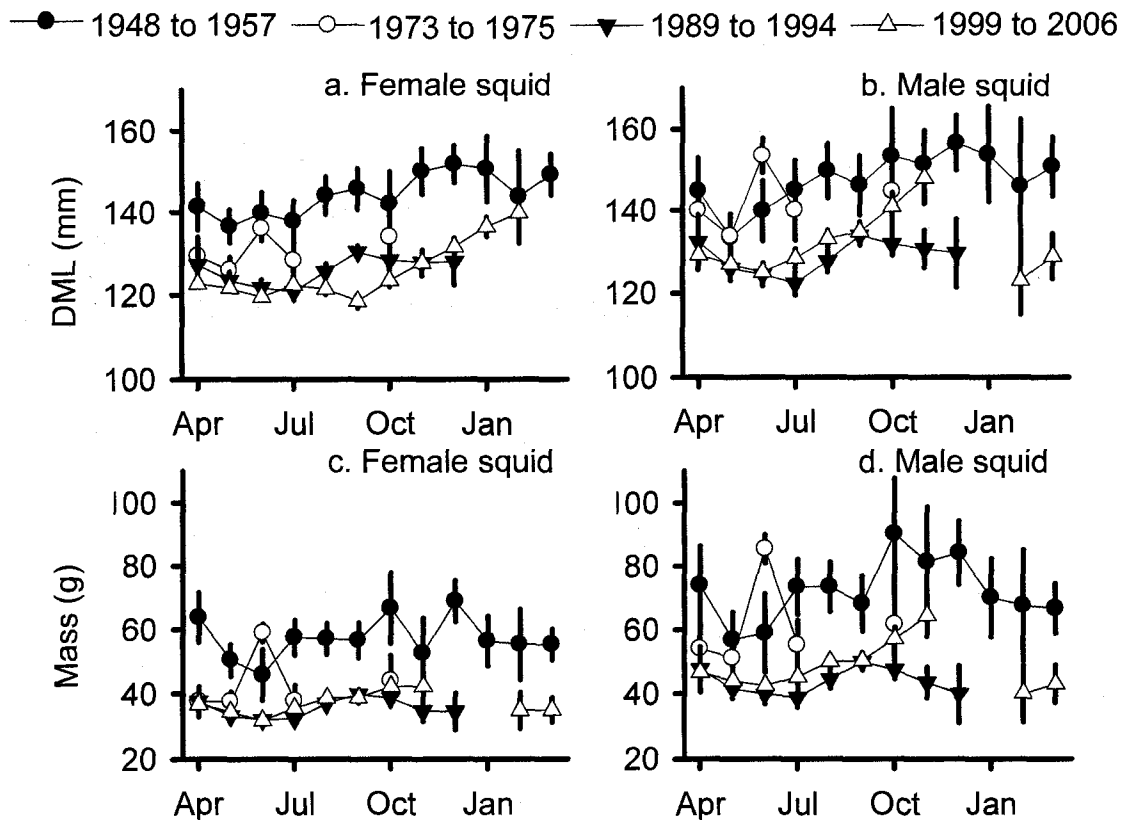 1948 to 1957 1973 to 1975 1989 to 1994 1999 to 2006
a. Female squid b. Male squid
160 160
140 140
120 120
100 100
DML (mm)
Apr Jul Oct Jan Apr Jul Oct Jan
c. Female squid d. Male squid
100 100
80 80
60 60
40 40
20 20
Mass (g)
Apr Jul Oct Jan Apr Jul Oct Jan